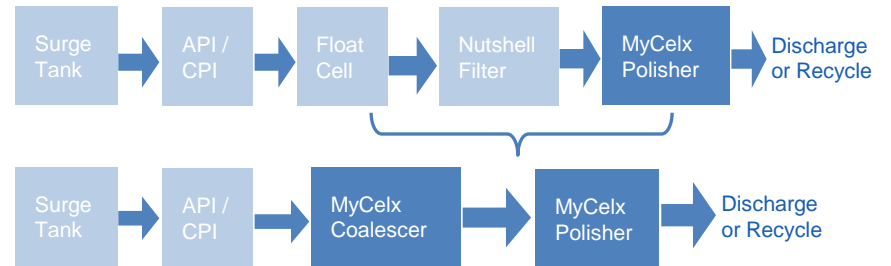 Surge
Tank
API /
CPI
Float
Cell
Nutshell
Filter
MyCelx
Polisher
Discharge
or Recycle
Surge
Tank
API /
CPI
MyCelx
Coalescer
MyCelx
Polisher
Discharge
or Recycle